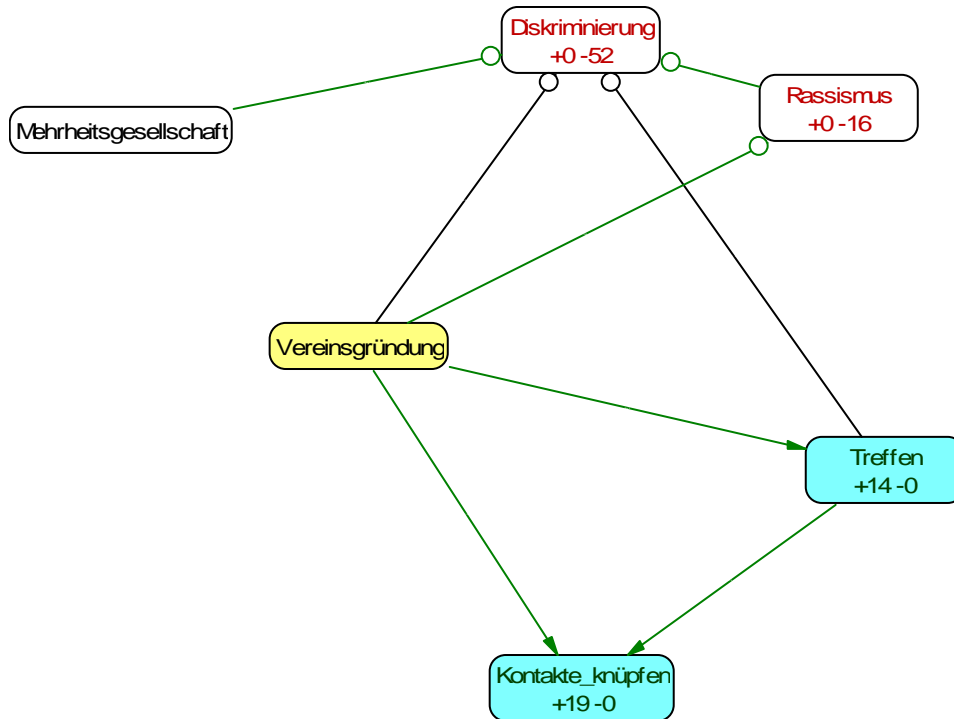 Diskriminierung
+0 -52
Rassismus
+0 -16
Mehrheitsgesellschaft
Vereinsgründung
Treffen
+14 -0
Kontakte_knüpfen
+19 -0